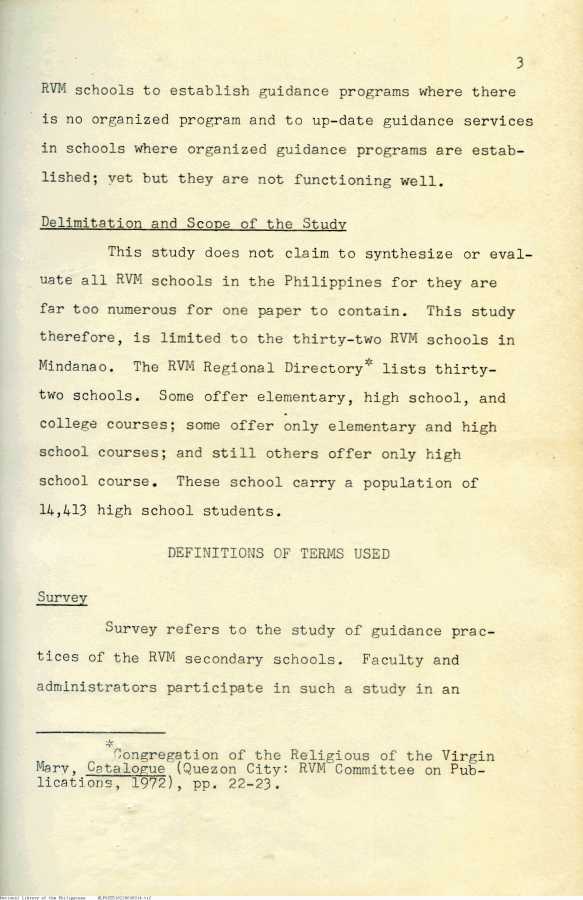 3
RVM schools to establish guidance programs where there
is no organized program and to up-date guidance services
in schools where organized guidance programs are estab-
lished; yet but they are not functioning well.
Delimitation and Scope of the Study
This study does not claim to synthesize or eval-
uate all RVM schools in the Philippines for they are
far too numerous for one paper to contain. This study
therefore, is limited to the thirty-two RVM schools in
Mindanao. The RVM Regional Directory* lists thirty-
two schools. Some offer elementary, high school, and
college courses; some offer only elementary and high
school courses; and still others offer only high
school course. These school carry a population of
14,413 high school students.
DEFINITIONS OF TERMS USED
Survey
Survey refers to the study of guidance prac-
tices of the RVM secondary schools. Faculty and
administrators participate in such a study in an
*Congregation of the Religious of the Virgin
Mary, Catalogue (Quezon City: RVM Committee on Pub-
lications, 1972), pp. 22-23.
National Library of the Philippines